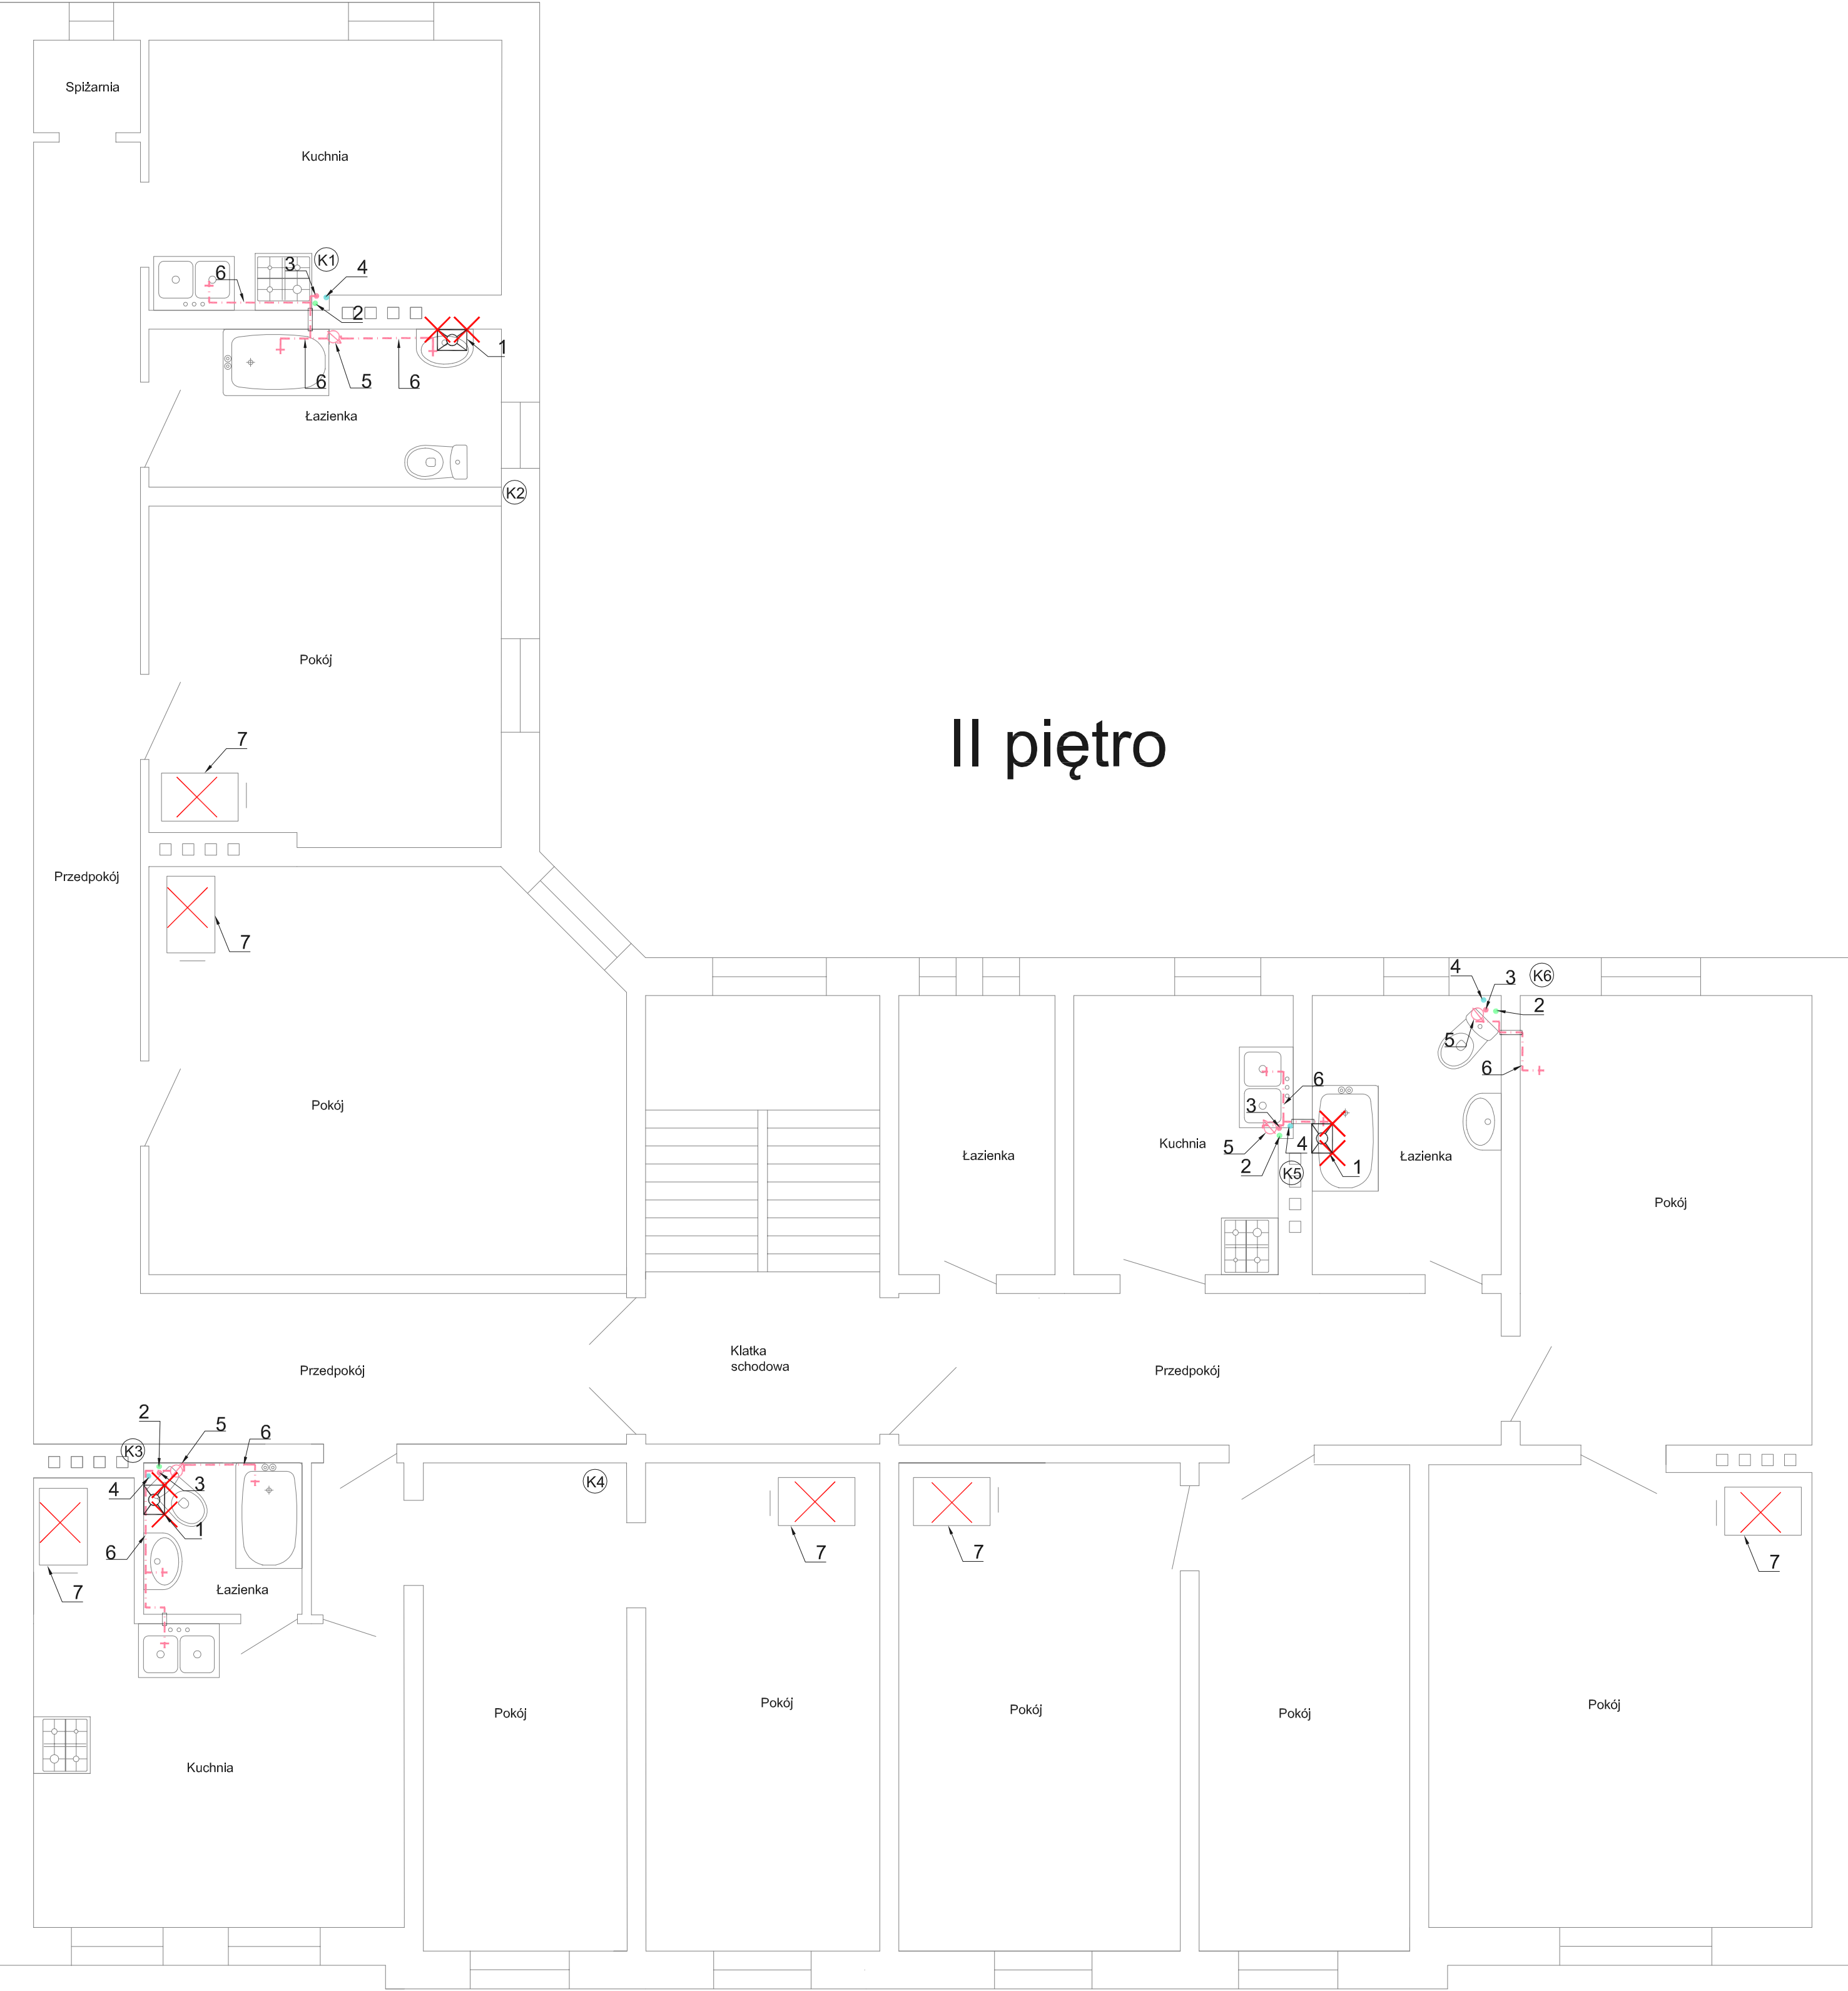 Spiżarnia
Kuchnia
K1
3
4
6
2
1
6
5
6
Łazienka
K2
Pokój
II piętro
7
Przedpokój
7
4
3
K6
2
5
6
Pokój
6
3
Kuchnia
5
4
2
K5
1
Łazienka
Łazienka
Pokój
Klatka
schodowa
Przedpokój
Przedpokój
2
5
6
K3
4
3
K4
1
6
7
7
7
7
Łazienka
Pokój
Pokój
Pokój
Pokój
Pokój
Kuchnia